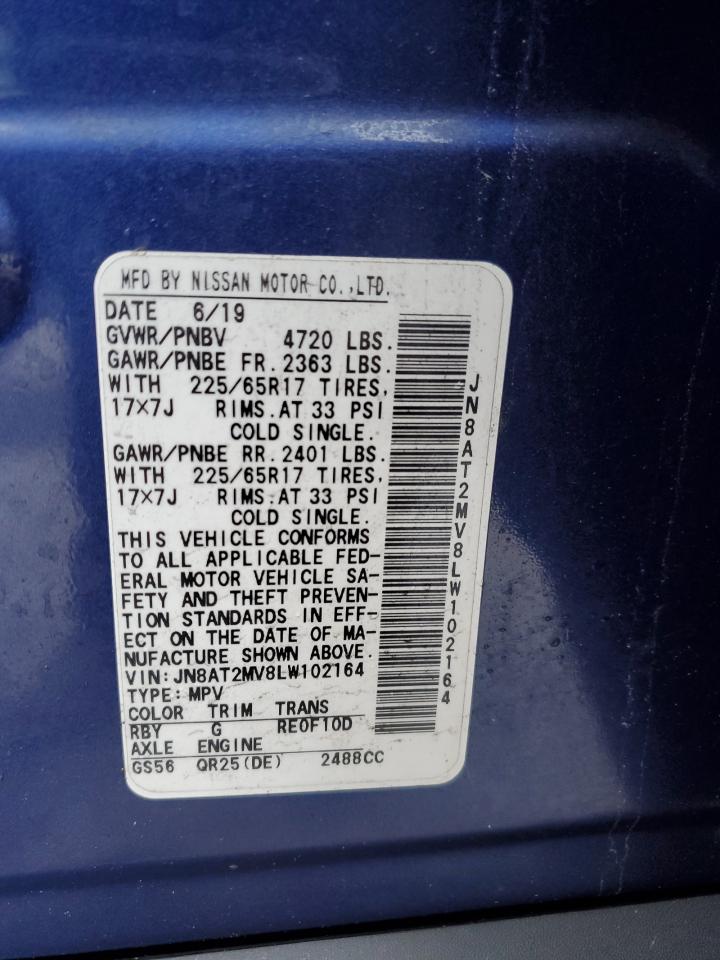 MFD BY NISSAN MOTOR CO.,LTD.
DATE 6/19
GVWR/PNBV 4720 LBS.
GAWR/PNBE FR.2363 LBS.
WITH 225/65R17 TIRES,
17×7J RIMS.AT 33 PSI
COLD SINGLE.
GAWR/PNBE RR.2401 LBS.
WITH 225/65R17 TIRES,
17×7J RIMS.AT 33 PSI
COLD SINGLE.
THIS VEHICLE CONFORMS
TO ALL APPLICABLE FED-
ERAL MOTOR VEHICLE SA-
FETY AND THEFT PREVEN-
TION STANDARDS IN EFF-
ECT ON THE DATE OF MA-
NUFACTURE SHOWN ABOVE.
VIN:JN8AT2MV8LW102164
TYPE:MPV
COLOR TRIM TRANS
RBY G RE0F10D
AXLE ENGINE
GS56 QR25(DE) 2488CC
JN8AT2MV8LW102164